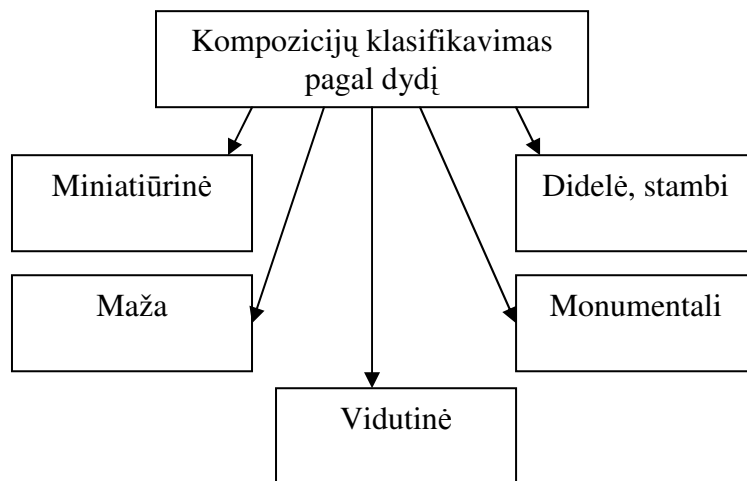 Kompozicijų klasifikavimas
pagal dydį
Miniatiūrinė
Didelė, stambi
Maža
Monumentali
Vidutinė